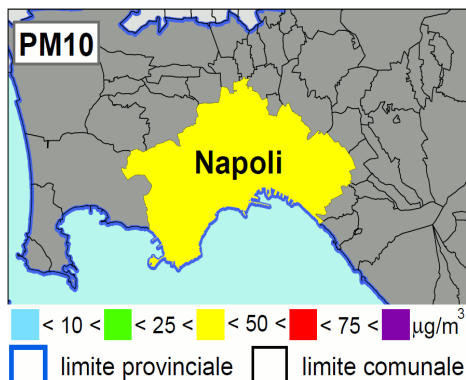 PM10
Napoli
< 10 < < 25 < < 50 < < 75 < μg/m³
limite provinciale limite comunale